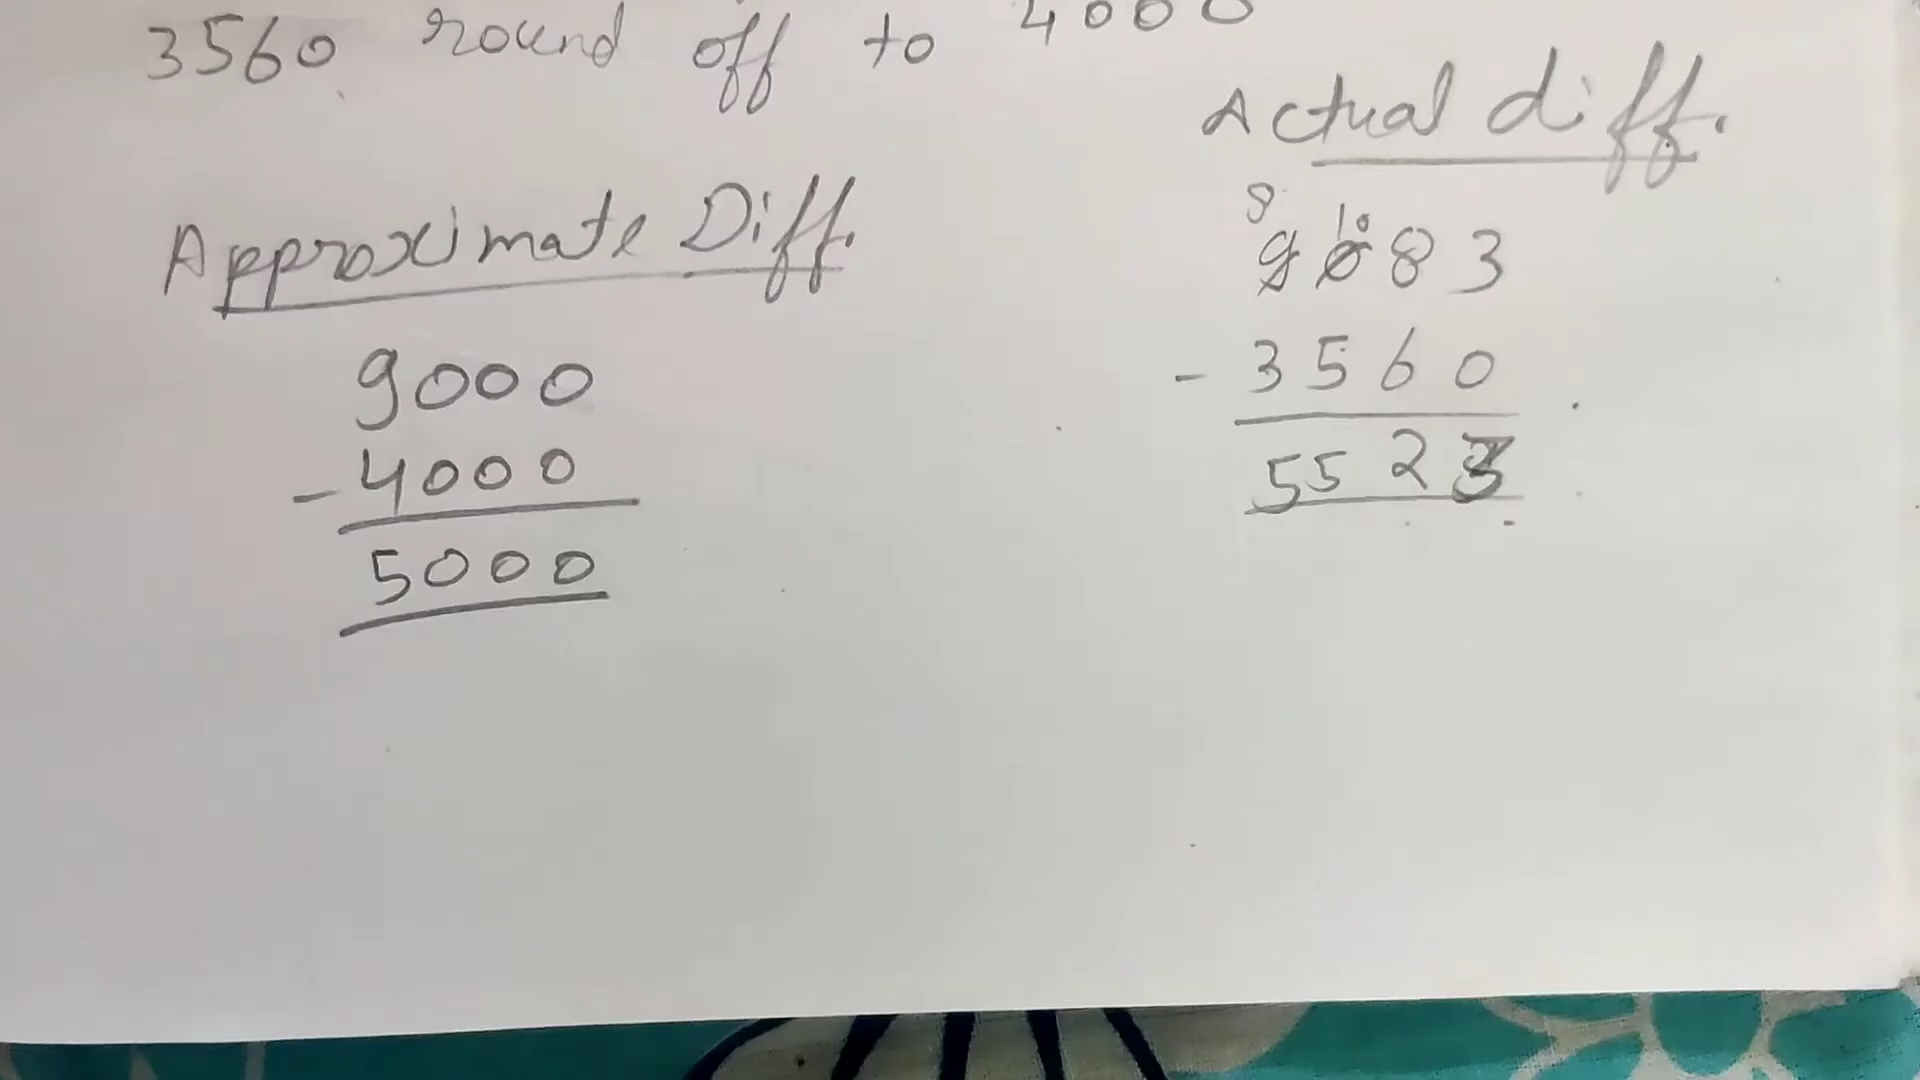 3560 round off to 4000
Approximate Diff.
9000
- 4000
5000
Actual diff.
8 10
9083
- 3560
5523